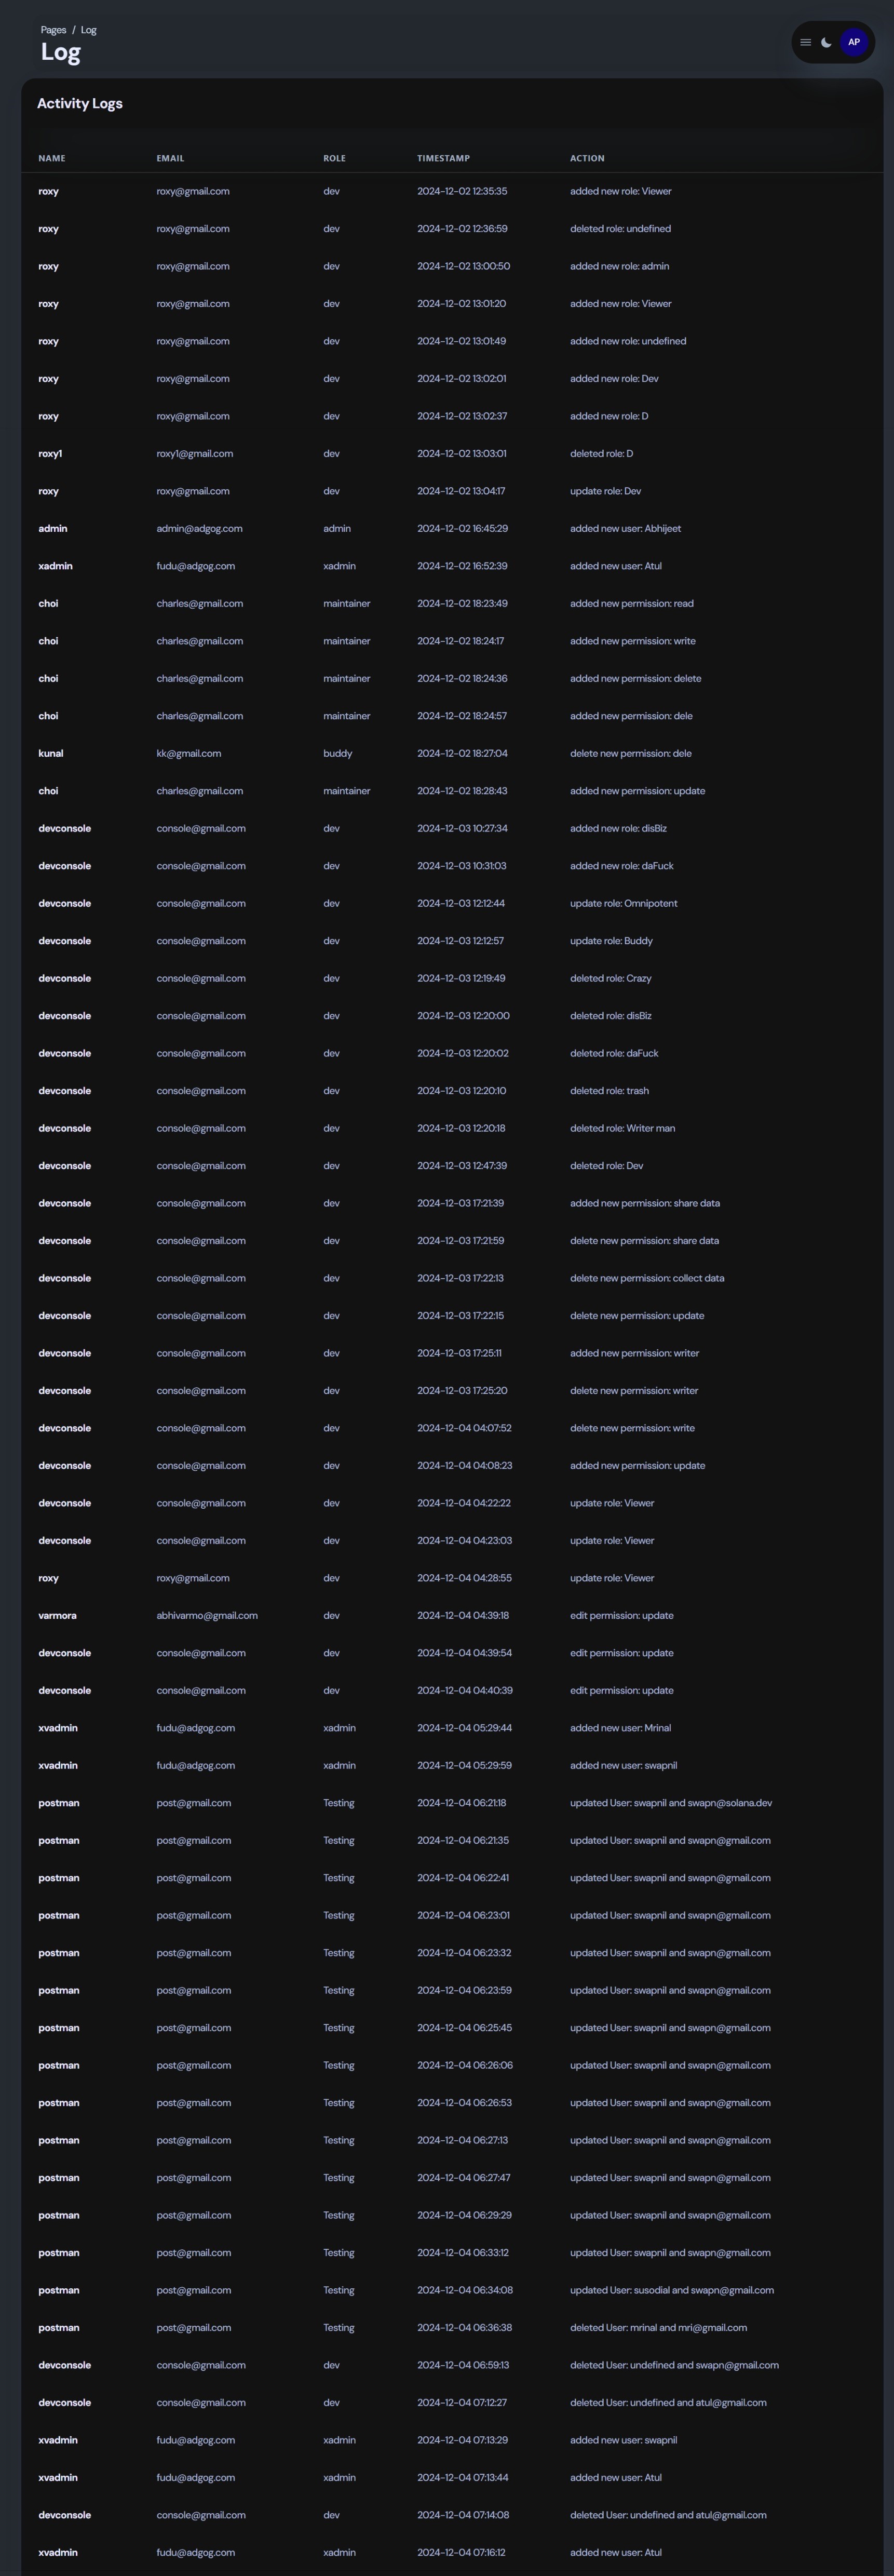 Pages / Log
Log
AP
Activity Logs
NAME EMAIL ROLE TIMESTAMP ACTION
roxy roxy@gmail.com dev 2024-12-02 12:35:35 added new role: Viewer
roxy roxy@gmail.com dev 2024-12-02 12:36:59 deleted role: undefined
roxy roxy@gmail.com dev 2024-12-02 13:00:50 added new role: admin
roxy roxy@gmail.com dev 2024-12-02 13:01:20 added new role: Viewer
roxy roxy@gmail.com dev 2024-12-02 13:01:49 added new role: undefined
roxy roxy@gmail.com dev 2024-12-02 13:02:01 added new role: Dev
roxy roxy@gmail.com dev 2024-12-02 13:02:37 added new role: D
roxy1 roxy1@gmail.com dev 2024-12-02 13:03:01 deleted role: D
roxy roxy@gmail.com dev 2024-12-02 13:04:17 update role: Dev
admin admin@adgog.com admin 2024-12-02 16:45:29 added new user: Abhijeet
xadmin fudu@adgog.com xadmin 2024-12-02 16:52:39 added new user: Atul
choi charles@gmail.com maintainer 2024-12-02 18:23:49 added new permission: read
choi charles@gmail.com maintainer 2024-12-02 18:24:17 added new permission: write
choi charles@gmail.com maintainer 2024-12-02 18:24:36 added new permission: delete
choi charles@gmail.com maintainer 2024-12-02 18:24:57 added new permission: dele
kunal kk@gmail.com buddy 2024-12-02 18:27:04 delete new permission: dele
choi charles@gmail.com maintainer 2024-12-02 18:28:43 added new permission: update
devconsole console@gmail.com dev 2024-12-03 10:27:34 added new role: disBiz
devconsole console@gmail.com dev 2024-12-03 10:31:03 added new role: daFuck
devconsole console@gmail.com dev 2024-12-03 12:12:44 update role: Omnipotent
devconsole console@gmail.com dev 2024-12-03 12:12:57 update role: Buddy
devconsole console@gmail.com dev 2024-12-03 12:19:49 deleted role: Crazy
devconsole console@gmail.com dev 2024-12-03 12:20:00 deleted role: disBiz
devconsole console@gmail.com dev 2024-12-03 12:20:02 deleted role: daFuck
devconsole console@gmail.com dev 2024-12-03 12:20:10 deleted role: trash
devconsole console@gmail.com dev 2024-12-03 12:20:18 deleted role: Writer man
devconsole console@gmail.com dev 2024-12-03 12:47:39 deleted role: Dev
devconsole console@gmail.com dev 2024-12-03 17:21:39 added new permission: share data
devconsole console@gmail.com dev 2024-12-03 17:21:59 delete new permission: share data
devconsole console@gmail.com dev 2024-12-03 17:22:13 delete new permission: collect data
devconsole console@gmail.com dev 2024-12-03 17:22:15 delete new permission: update
devconsole console@gmail.com dev 2024-12-03 17:25:11 added new permission: writer
devconsole console@gmail.com dev 2024-12-03 17:25:20 delete new permission: writer
devconsole console@gmail.com dev 2024-12-04 04:07:52 delete new permission: write
devconsole console@gmail.com dev 2024-12-04 04:08:23 added new permission: update
devconsole console@gmail.com dev 2024-12-04 04:22:22 update role: Viewer
devconsole console@gmail.com dev 2024-12-04 04:23:03 update role: Viewer
roxy roxy@gmail.com dev 2024-12-04 04:28:55 update role: Viewer
varmora abhivarmo@gmail.com dev 2024-12-04 04:39:18 edit permission: update
devconsole console@gmail.com dev 2024-12-04 04:39:54 edit permission: update
devconsole console@gmail.com dev 2024-12-04 04:40:39 edit permission: update
xvadmin fudu@adgog.com xadmin 2024-12-04 05:29:44 added new user: Mrinal
xvadmin fudu@adgog.com xadmin 2024-12-04 05:29:59 added new user: swapnil
postman post@gmail.com Testing 2024-12-04 06:21:18 updated User: swapnil and swapn@solana.dev
postman post@gmail.com Testing 2024-12-04 06:21:35 updated User: swapnil and swapn@gmail.com
postman post@gmail.com Testing 2024-12-04 06:22:41 updated User: swapnil and swapn@gmail.com
postman post@gmail.com Testing 2024-12-04 06:23:01 updated User: swapnil and swapn@gmail.com
postman post@gmail.com Testing 2024-12-04 06:23:32 updated User: swapnil and swapn@gmail.com
postman post@gmail.com Testing 2024-12-04 06:23:59 updated User: swapnil and swapn@gmail.com
postman post@gmail.com Testing 2024-12-04 06:25:45 updated User: swapnil and swapn@gmail.com
postman post@gmail.com Testing 2024-12-04 06:26:06 updated User: swapnil and swapn@gmail.com
postman post@gmail.com Testing 2024-12-04 06:26:53 updated User: swapnil and swapn@gmail.com
postman post@gmail.com Testing 2024-12-04 06:27:13 updated User: swapnil and swapn@gmail.com
postman post@gmail.com Testing 2024-12-04 06:27:47 updated User: swapnil and swapn@gmail.com
postman post@gmail.com Testing 2024-12-04 06:29:29 updated User: swapnil and swapn@gmail.com
postman post@gmail.com Testing 2024-12-04 06:33:12 updated User: swapnil and swapn@gmail.com
postman post@gmail.com Testing 2024-12-04 06:34:08 updated User: susodial and swapn@gmail.com
postman post@gmail.com Testing 2024-12-04 06:36:38 deleted User: mrinal and mri@gmail.com
devconsole console@gmail.com dev 2024-12-04 06:59:13 deleted User: undefined and swapn@gmail.com
devconsole console@gmail.com dev 2024-12-04 07:12:27 deleted User: undefined and atul@gmail.com
xvadmin fudu@adgog.com xadmin 2024-12-04 07:13:29 added new user: swapnil
xvadmin fudu@adgog.com xadmin 2024-12-04 07:13:44 added new user: Atul
devconsole console@gmail.com dev 2024-12-04 07:14:08 deleted User: undefined and atul@gmail.com
xvadmin fudu@adgog.com xadmin 2024-12-04 07:16:12 added new user: Atul